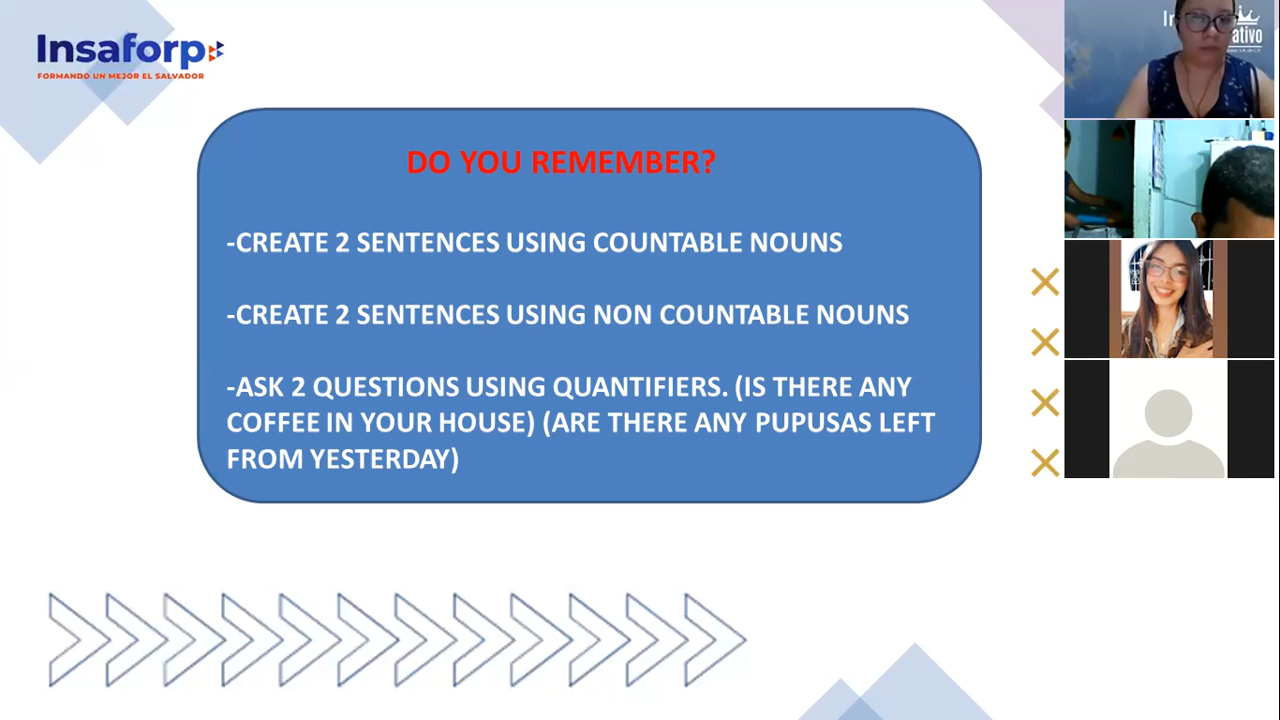 Insaforp
FORMANDO UN MEJOR EL SALVADOR
DO YOU REMEMBER?
-CREATE 2 SENTENCES USING COUNTABLE NOUNS
-CREATE 2 SENTENCES USING NON COUNTABLE NOUNS
-ASK 2 QUESTIONS USING QUANTIFIERS. (IS THERE ANY
COFFEE IN YOUR HOUSE) (ARE THERE ANY PUPUSAS LEFT
FROM YESTERDAY)